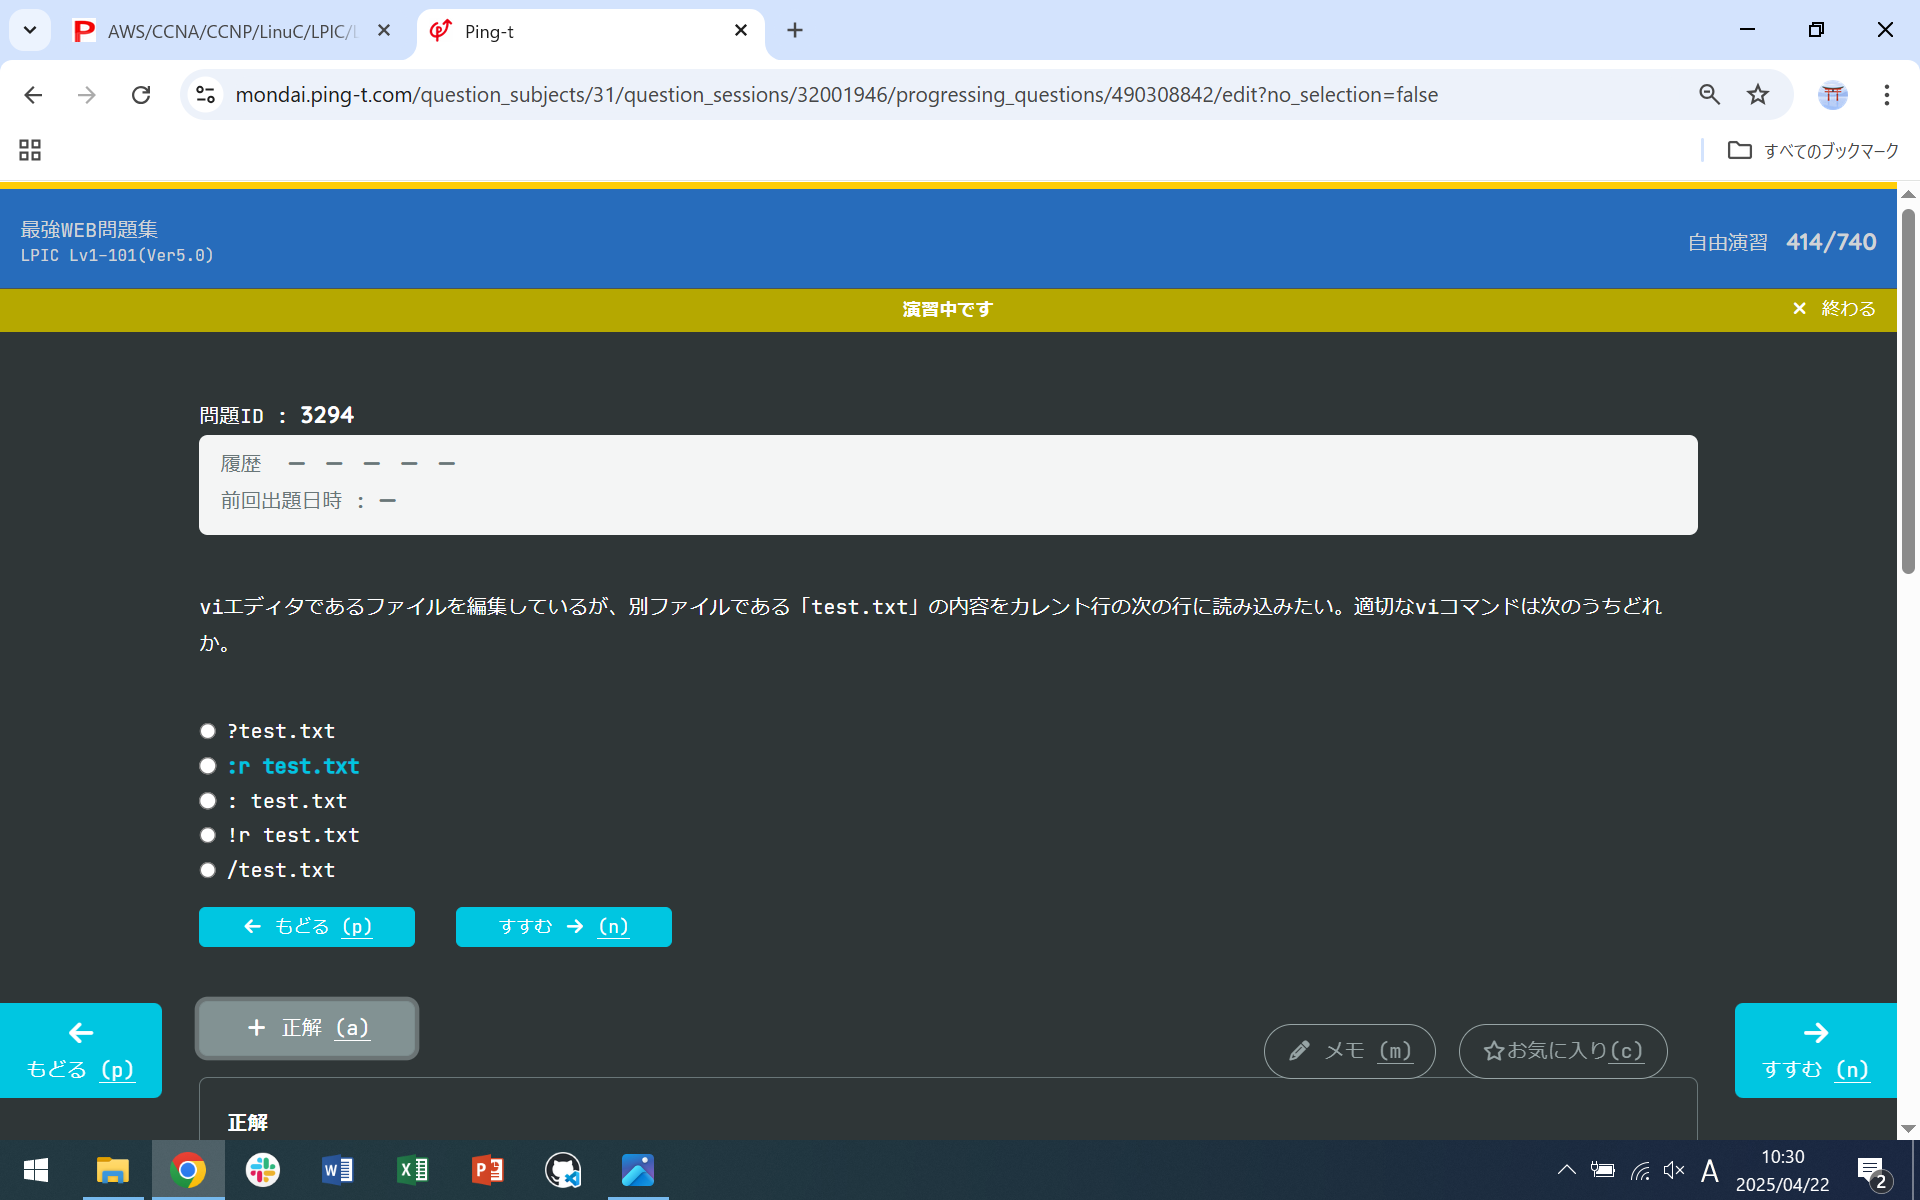 AWS/CCNA/CCNP/LinuC/LPIC/
Ping-t
mondai.ping-t.com/question_subjects/31/question_sessions/32001946/progressing_questions/490308842/edit?no_selection=false
すべてのブックマーク
最強WEB問題集
LPIC Lv1-101(Ver5.0)
自由演習 414/740
演習中です
× 終わる
問題ID : 3294
履歴 ー ー ー ー ー
前回出題日時 : ー
viエディタであるファイルを編集しているが、別ファイルである「test.txt」の内容をカレント行の次の行に読み込みたい。適切なviコマンドは次のうちどれ
か。
?test.txt
:r test.txt
: test.txt
!r test.txt
/test.txt
← もどる (p)
すすむ → (n)
← もどる (p)
+ 正解 (a)
メモ (m)
☆お気に入り(c)
→ すすむ (n)
正解
A
10:30
2025/04/22
2